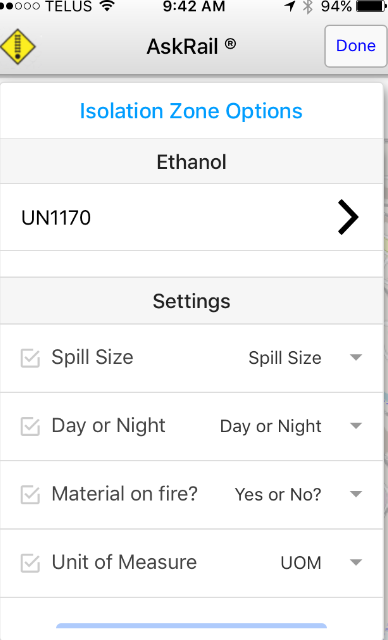 TELUS 9:42 AM 94%
AskRail ® Done
Isolation Zone Options
Ethanol
UN1170
Settings
Spill Size Spill Size
Day or Night Day or Night
Material on fire? Yes or No?
Unit of Measure UOM